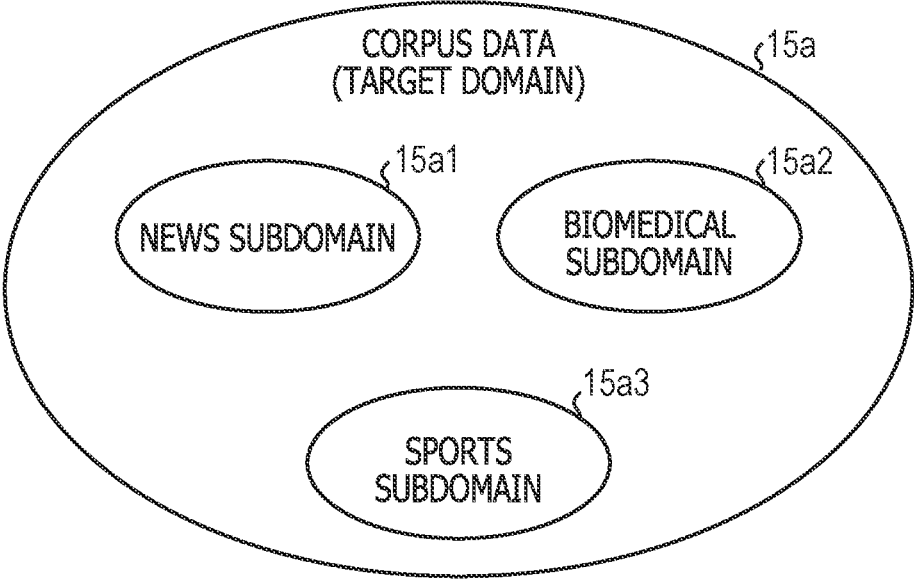 CORPUS DATA
(TARGET DOMAIN)
15a
15a1
NEWS SUBDOMAIN
15a2
BIOMEDICAL
SUBDOMAIN
15a3
SPORTS
SUBDOMAIN